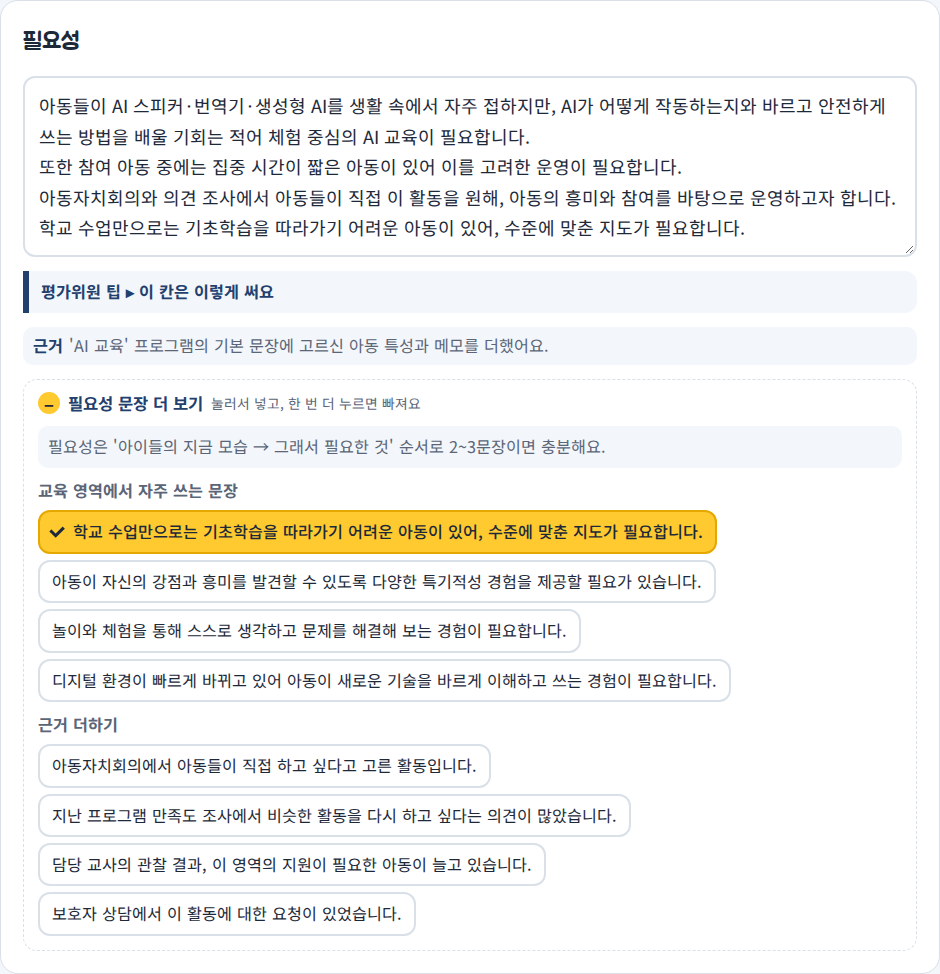 필요성
아동들이 AI 스피커·번역기·생성형 AI를 생활 속에서 자주 접하지만, AI가 어떻게 작동하는지와 바르고 안전하게
쓰는 방법을 배울 기회는 적어 체험 중심의 AI 교육이 필요합니다.
또한 참여 아동 중에는 집중 시간이 짧은 아동이 있어 이를 고려한 운영이 필요합니다.
아동자치회의와 의견 조사에서 아동들이 직접 이 활동을 원해, 아동의 흥미와 참여를 바탕으로 운영하고자 합니다.
학교 수업만으로는 기초학습을 따라가기 어려운 아동이 있어, 수준에 맞춘 지도가 필요합니다.
평가위원 팁 ▸ 이 칸은 이렇게 써요
근거 'AI 교육' 프로그램의 기본 문장에 고르신 아동 특성과 메모를 더했어요.
– 필요성 문장 더 보기 눌러서 넣고, 한 번 더 누르면 빠져요
필요성은 '아이들의 지금 모습 → 그래서 필요한 것' 순서로 2~3문장이면 충분해요.
교육 영역에서 자주 쓰는 문장
✔ 학교 수업만으로는 기초학습을 따라가기 어려운 아동이 있어, 수준에 맞춘 지도가 필요합니다.
아동이 자신의 강점과 흥미를 발견할 수 있도록 다양한 특기적성 경험을 제공할 필요가 있습니다.
놀이와 체험을 통해 스스로 생각하고 문제를 해결해 보는 경험이 필요합니다.
디지털 환경이 빠르게 바뀌고 있어 아동이 새로운 기술을 바르게 이해하고 쓰는 경험이 필요합니다.
근거 더하기
아동자치회의에서 아동들이 직접 하고 싶다고 고른 활동입니다.
지난 프로그램 만족도 조사에서 비슷한 활동을 다시 하고 싶다는 의견이 많았습니다.
담당 교사의 관찰 결과, 이 영역의 지원이 필요한 아동이 늘고 있습니다.
보호자 상담에서 이 활동에 대한 요청이 있었습니다.